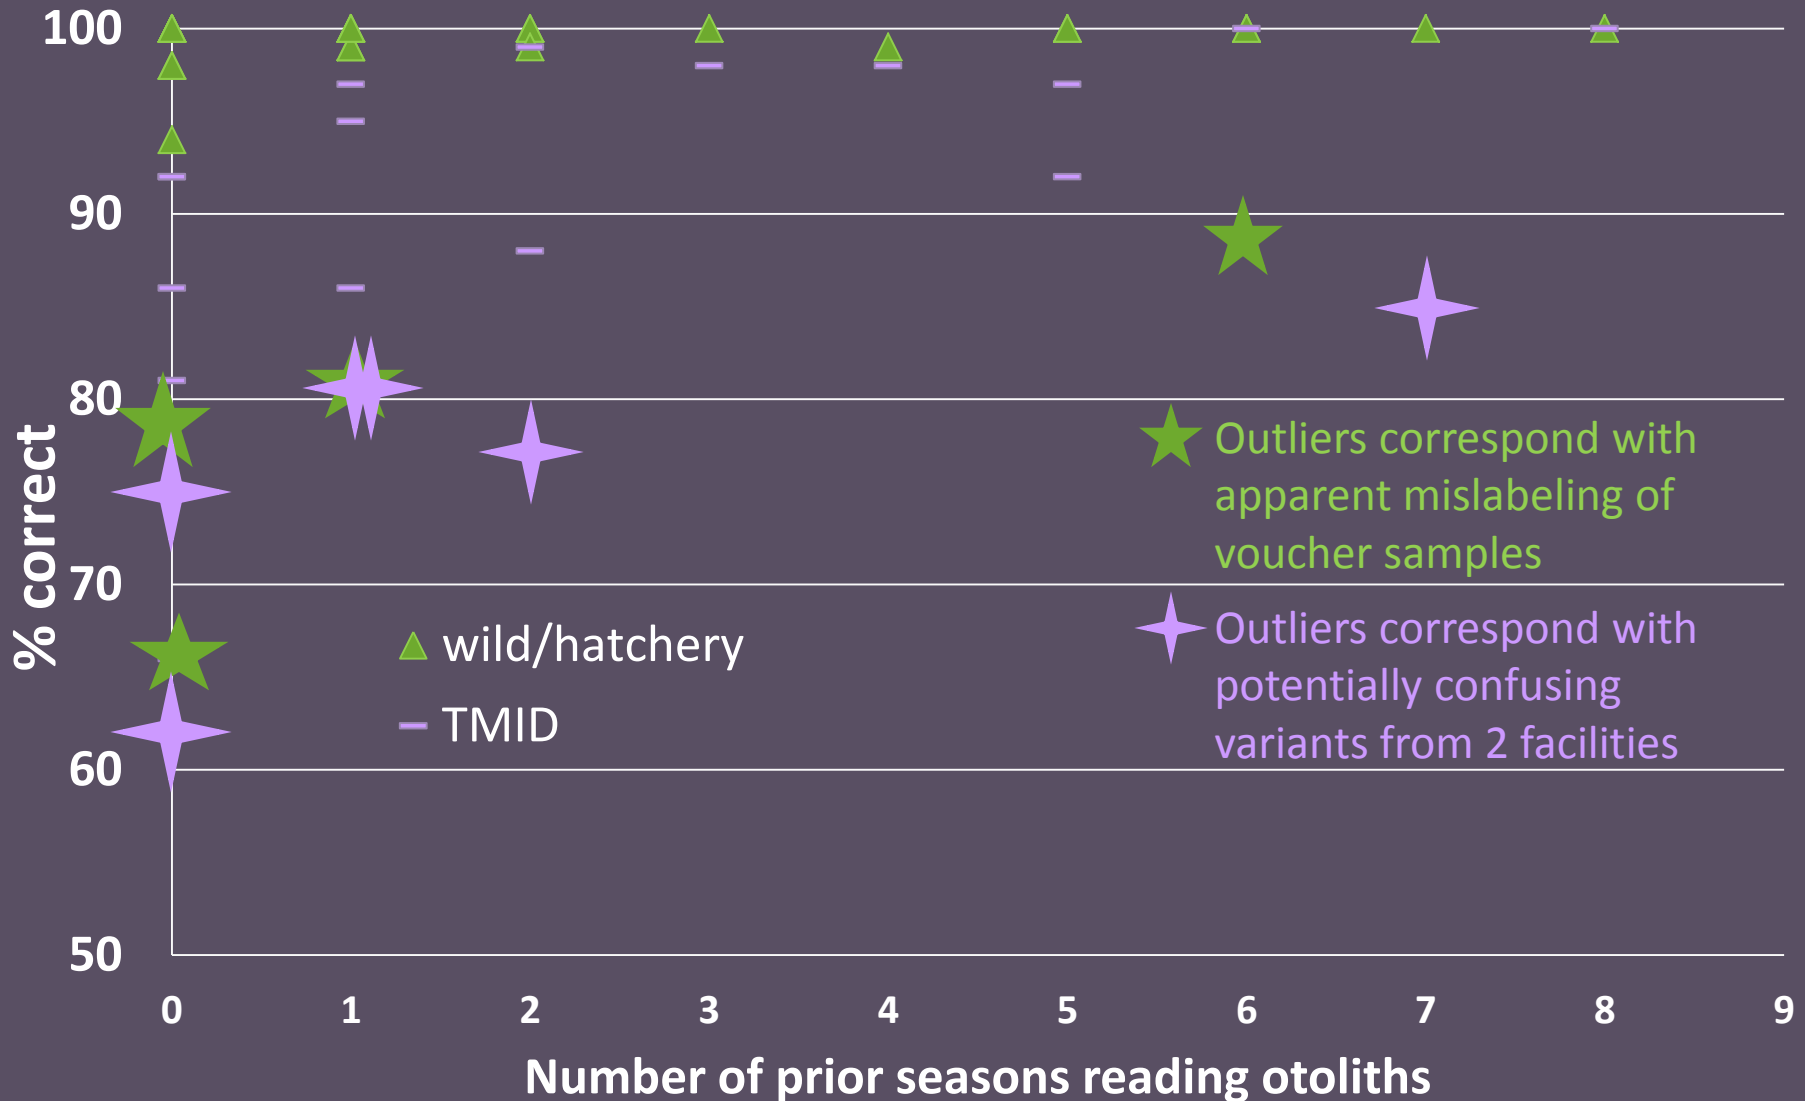 100
90
80
70
60
50
% correct
0 1 2 3 4 5 6 7 8 9
Number of prior seasons reading otoliths
wild/hatchery
TMID
Outliers correspond with
apparent mislabeling of
voucher samples
Outliers correspond with
potentially confusing
variants from 2 facilities